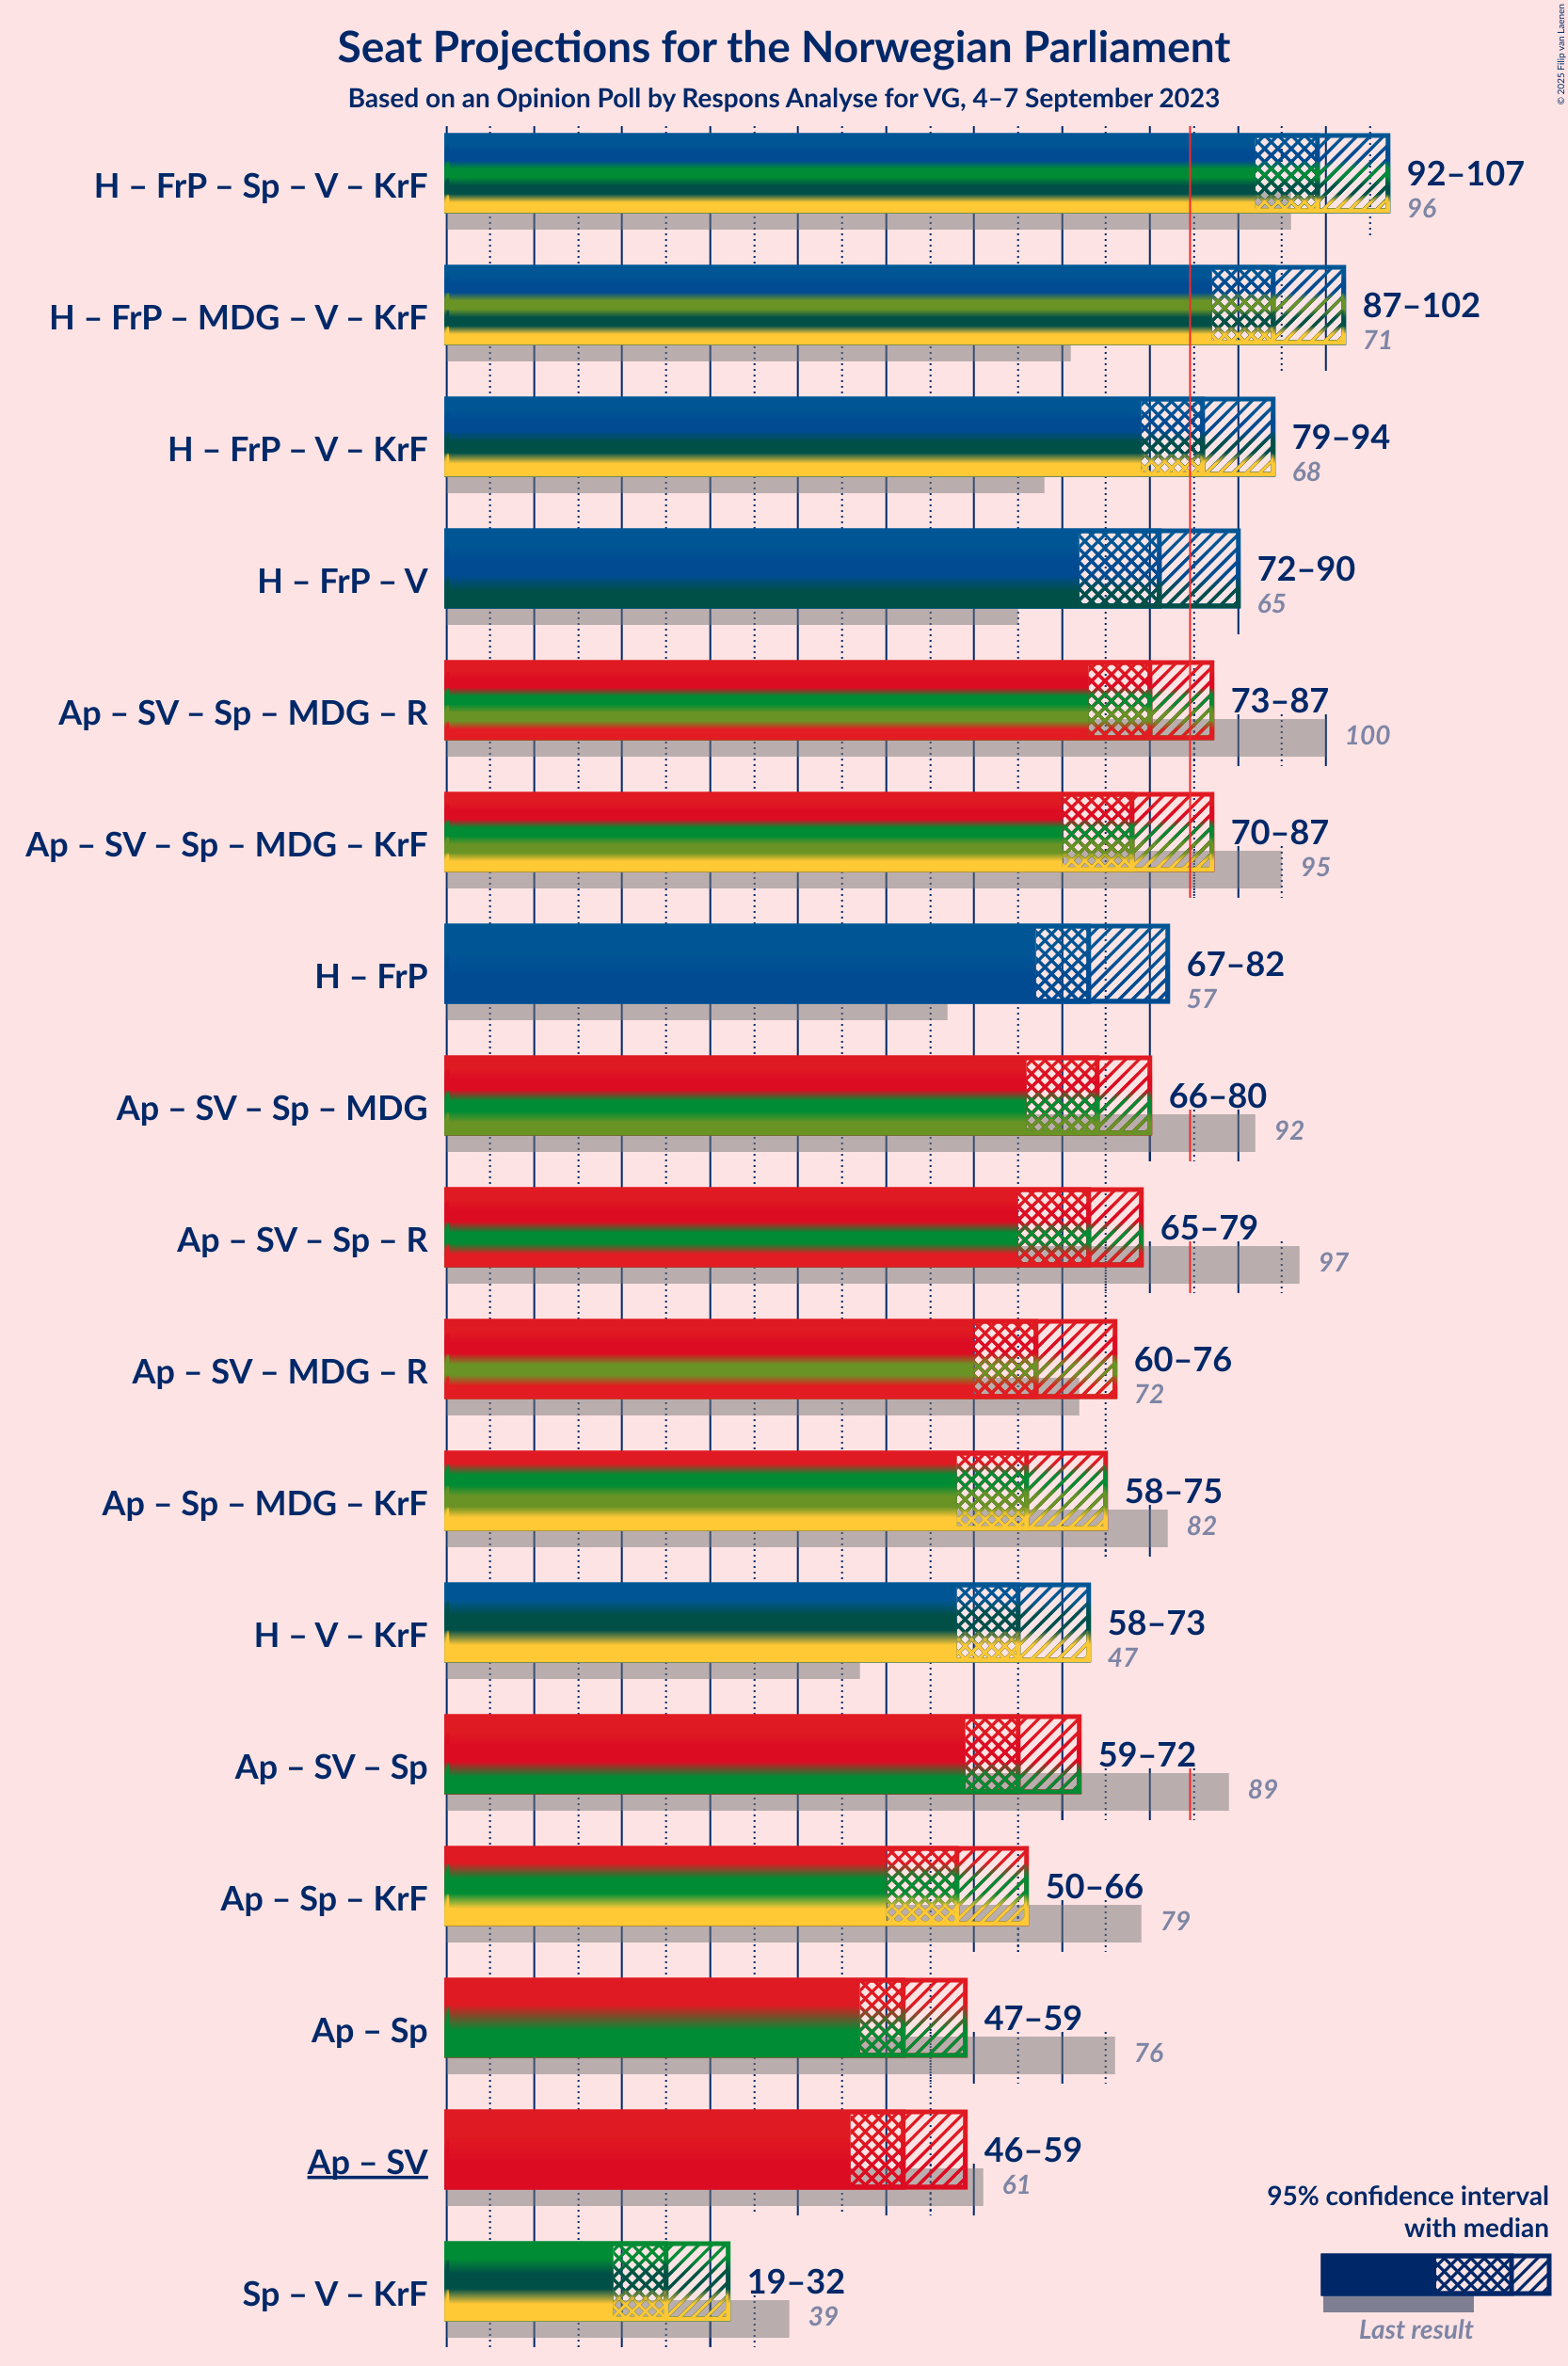 Seat Projections for the Norwegian Parliament
Based on an Opinion Poll by Respons Analyse for VG, 4–7 September 2023
© 2025 Filip van Laenen
H – FrP – Sp – V – KrF
92–107
96
H – FrP – MDG – V – KrF
87–102
71
H – FrP – V – KrF
79–94
68
H – FrP – V
72–90
65
Ap – SV – Sp – MDG – R
73–87
100
Ap – SV – Sp – MDG – KrF
70–87
95
H – FrP
67–82
57
Ap – SV – Sp – MDG
66–80
92
Ap – SV – Sp – R
65–79
97
Ap – SV – MDG – R
60–76
72
Ap – Sp – MDG – KrF
58–75
82
H – V – KrF
58–73
47
Ap – SV – Sp
59–72
89
Ap – Sp – KrF
50–66
79
Ap – Sp
47–59
76
Ap – SV
46–59
61
Sp – V – KrF
19–32
39
95% confidence interval
with median
Last result